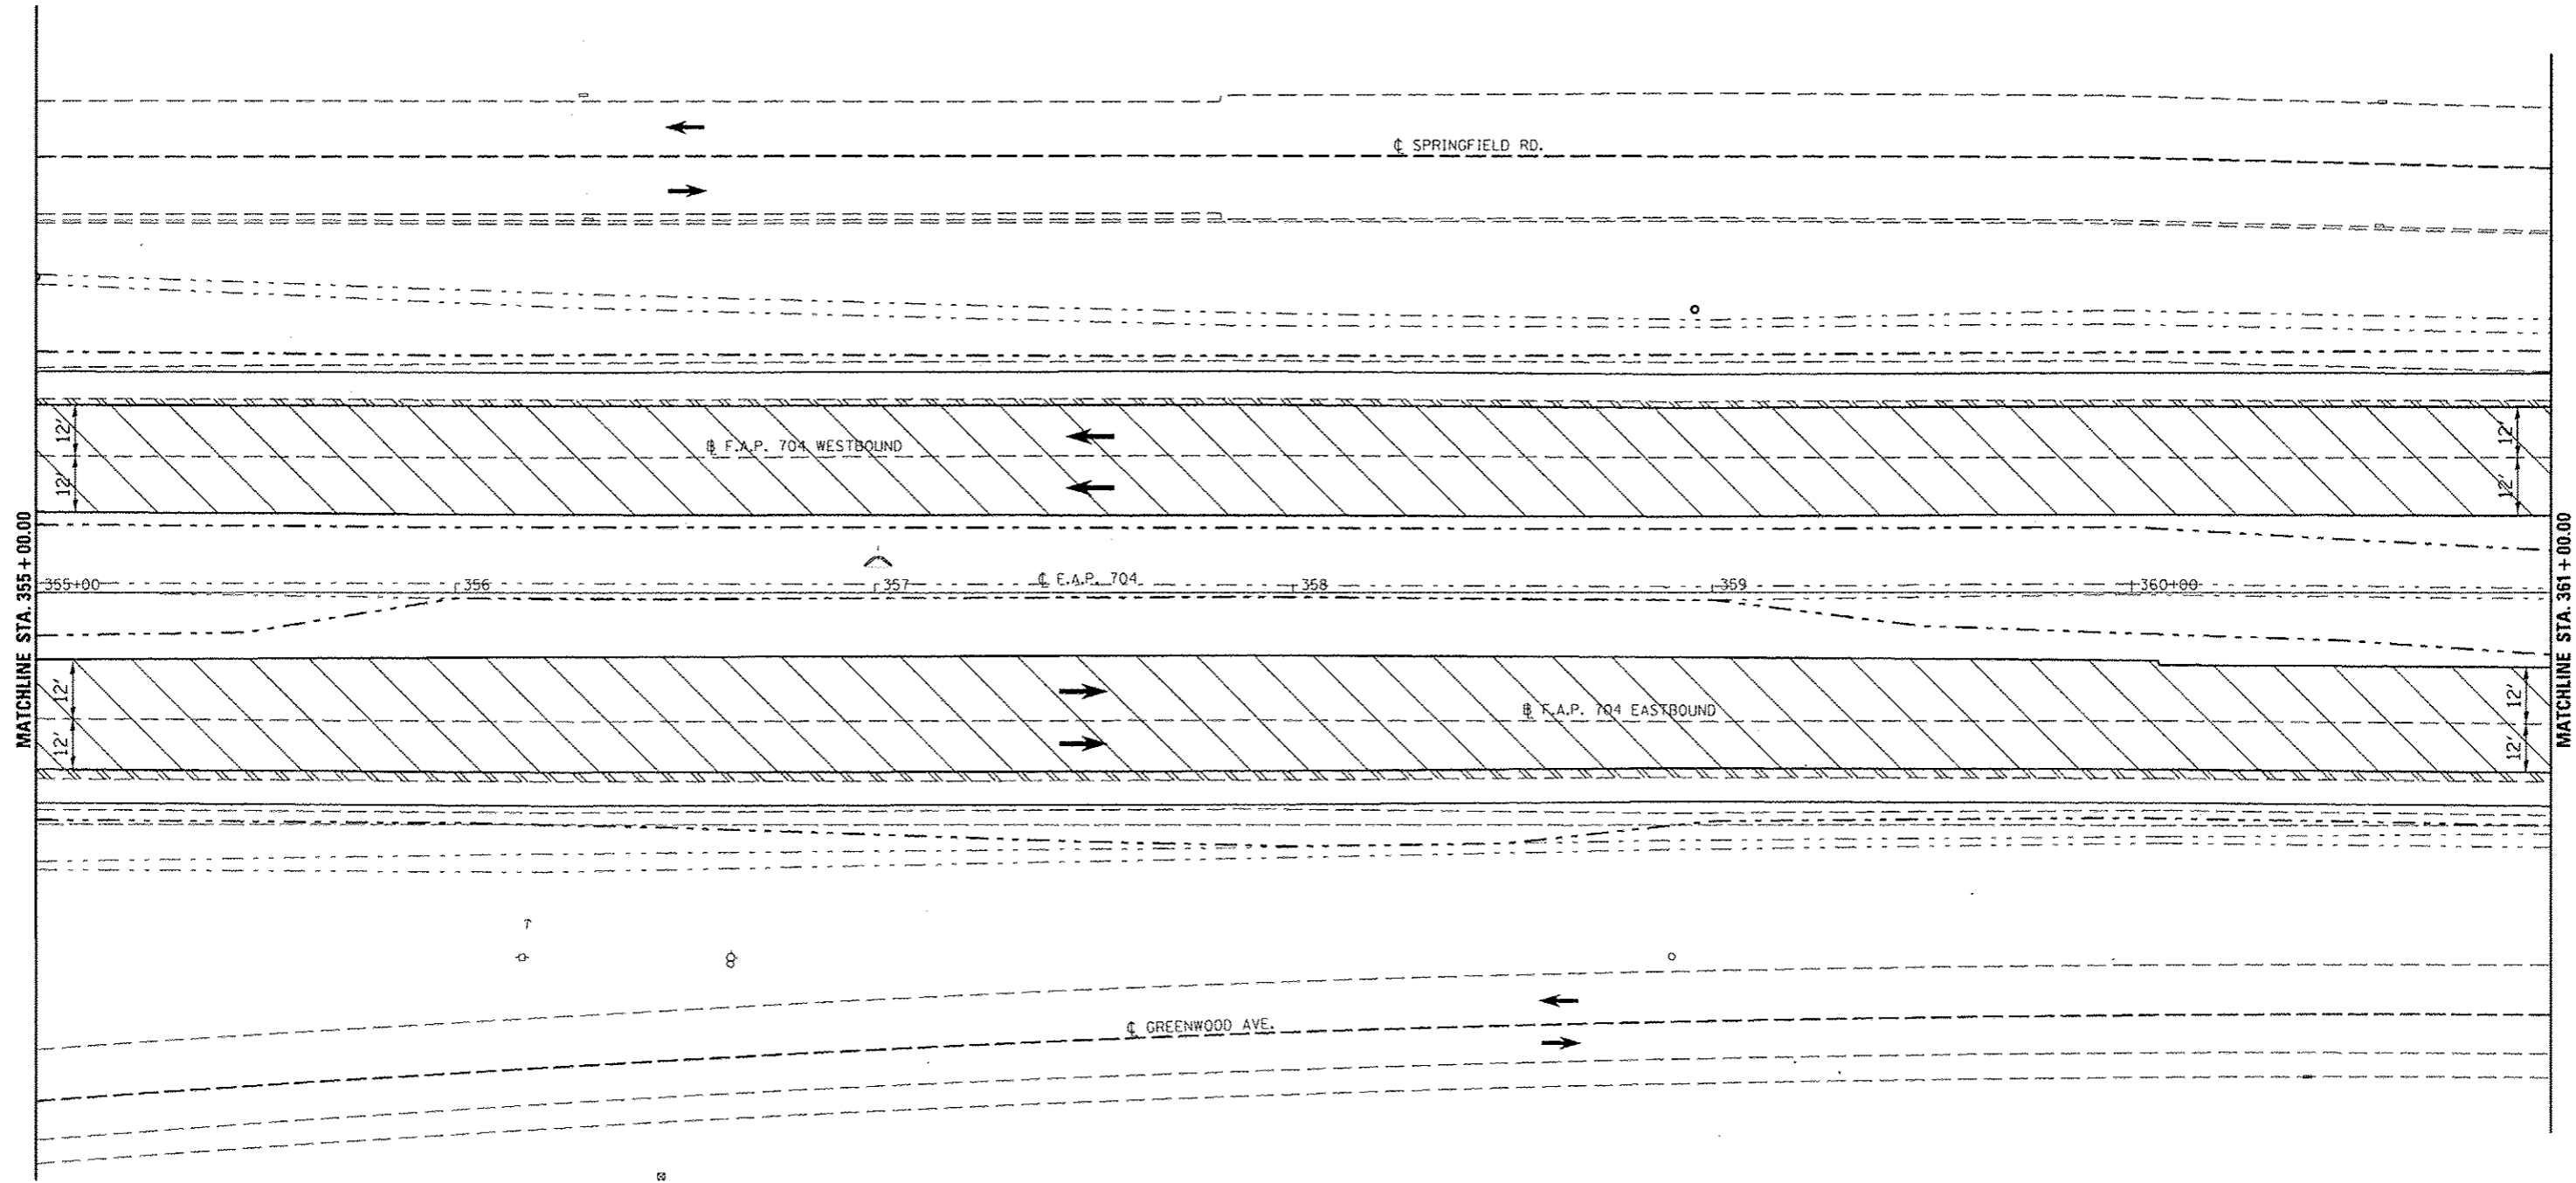 ℄ SPRINGFIELD RD.
12'
12'
℔ F.A.P. 704 WESTBOUND
12'
12'
MATCHLINE STA. 355+00.00
355+00
356
357
℄ F.A.P. 704
358
359
360+00
MATCHLINE STA. 361+00.00
12'
12'
F.A.P. 704 EASTBOUND
12'
12'
℄ GREENWOOD AVE.